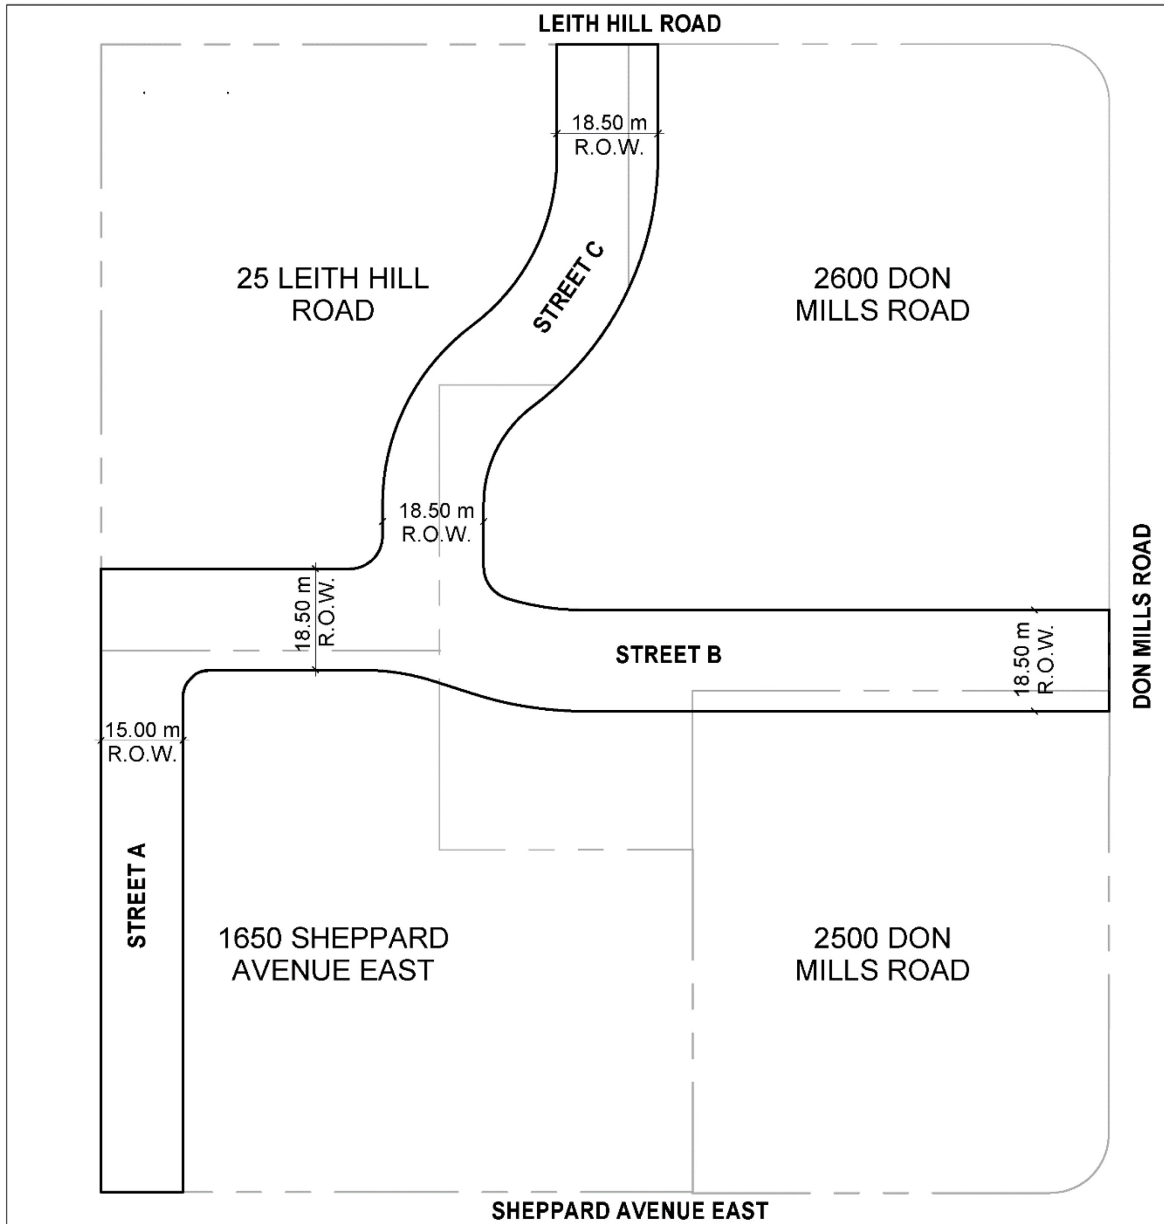 LEITH HILL ROAD
18.50 m
R.O.W.
25 LEITH HILL
ROAD
STREET C
2600 DON
MILLS ROAD
18.50 m
R.O.W.
18.50 m
R.O.W.
STREET B
18.50 m
R.O.W.
DON MILLS ROAD
15.00 m
R.O.W.
STREET A
1650 SHEPPARD
AVENUE EAST
2500 DON
MILLS ROAD
SHEPPARD AVENUE EAST